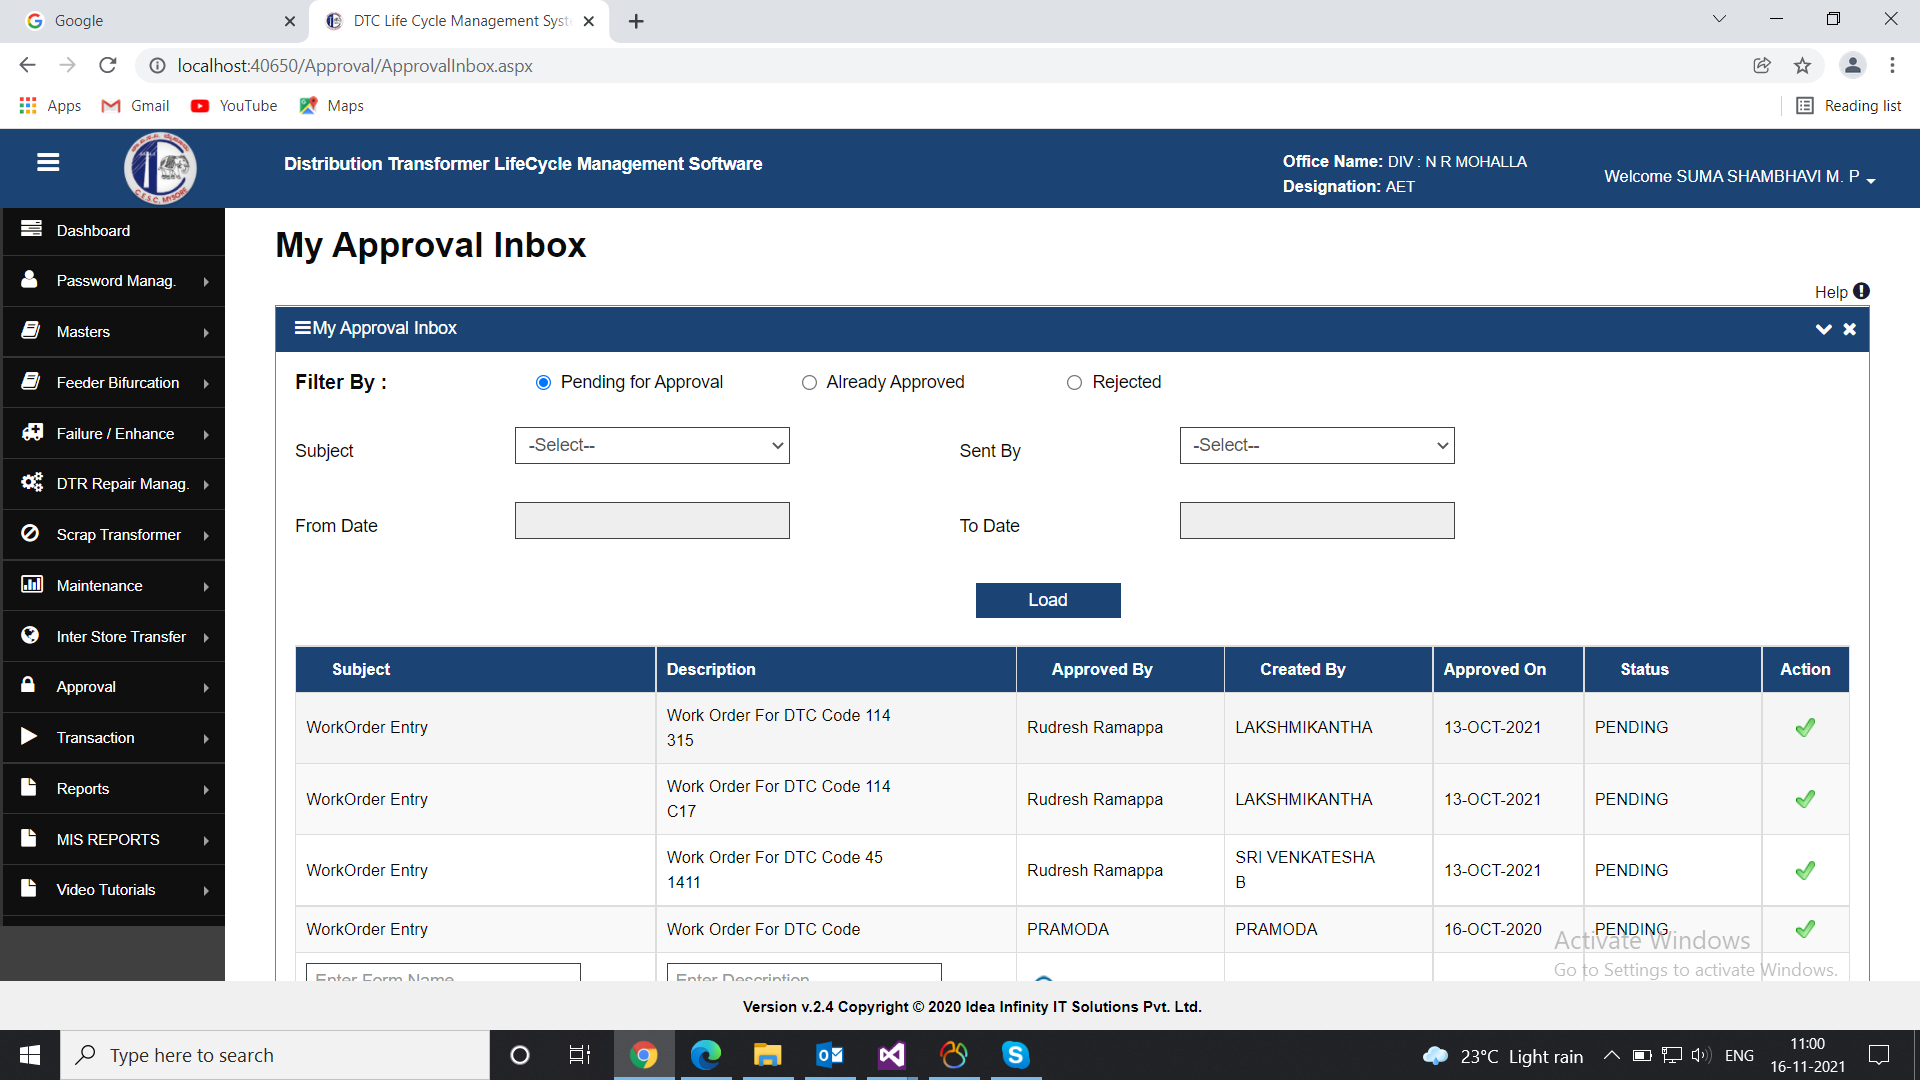 Google
DTC Life Cycle Management Syst
localhost:40650/Approval/ApprovalInbox.aspx
Apps
Gmail
YouTube
Maps
Reading list
Distribution Transformer LifeCycle Management Software
Office Name: DIV : N R MOHALLA
Designation: AET
Welcome SUMA SHAMBHAVI M. P
Dashboard
Password Manag.
Masters
Feeder Bifurcation
Failure / Enhance
DTR Repair Manag.
Scrap Transformer
Maintenance
Inter Store Transfer
Approval
Transaction
Reports
MIS REPORTS
Video Tutorials
My Approval Inbox
Help
My Approval Inbox
Filter By :
Pending for Approval
Already Approved
Rejected
Subject
-Select--
Sent By
-Select--
From Date
To Date
Load
Subject Description Approved By Created By Approved On Status Action
WorkOrder Entry
Work Order For DTC Code 114
315
Rudresh Ramappa
LAKSHMIKANTHA
13-OCT-2021
PENDING
WorkOrder Entry
Work Order For DTC Code 114
C17
Rudresh Ramappa
LAKSHMIKANTHA
13-OCT-2021
PENDING
WorkOrder Entry
Work Order For DTC Code 45
1411
Rudresh Ramappa
SRI VENKATESHA
B
13-OCT-2021
PENDING
WorkOrder Entry
Work Order For DTC Code
PRAMODA
PRAMODA
16-OCT-2020
PENDING
Enter Form Name
Enter Description
Activate Windows
Go to Settings to activate Windows.
Version v.2.4 Copyright © 2020 Idea Infinity IT Solutions Pvt. Ltd.
Type here to search
23°C Light rain
ENG
11:00
16-11-2021